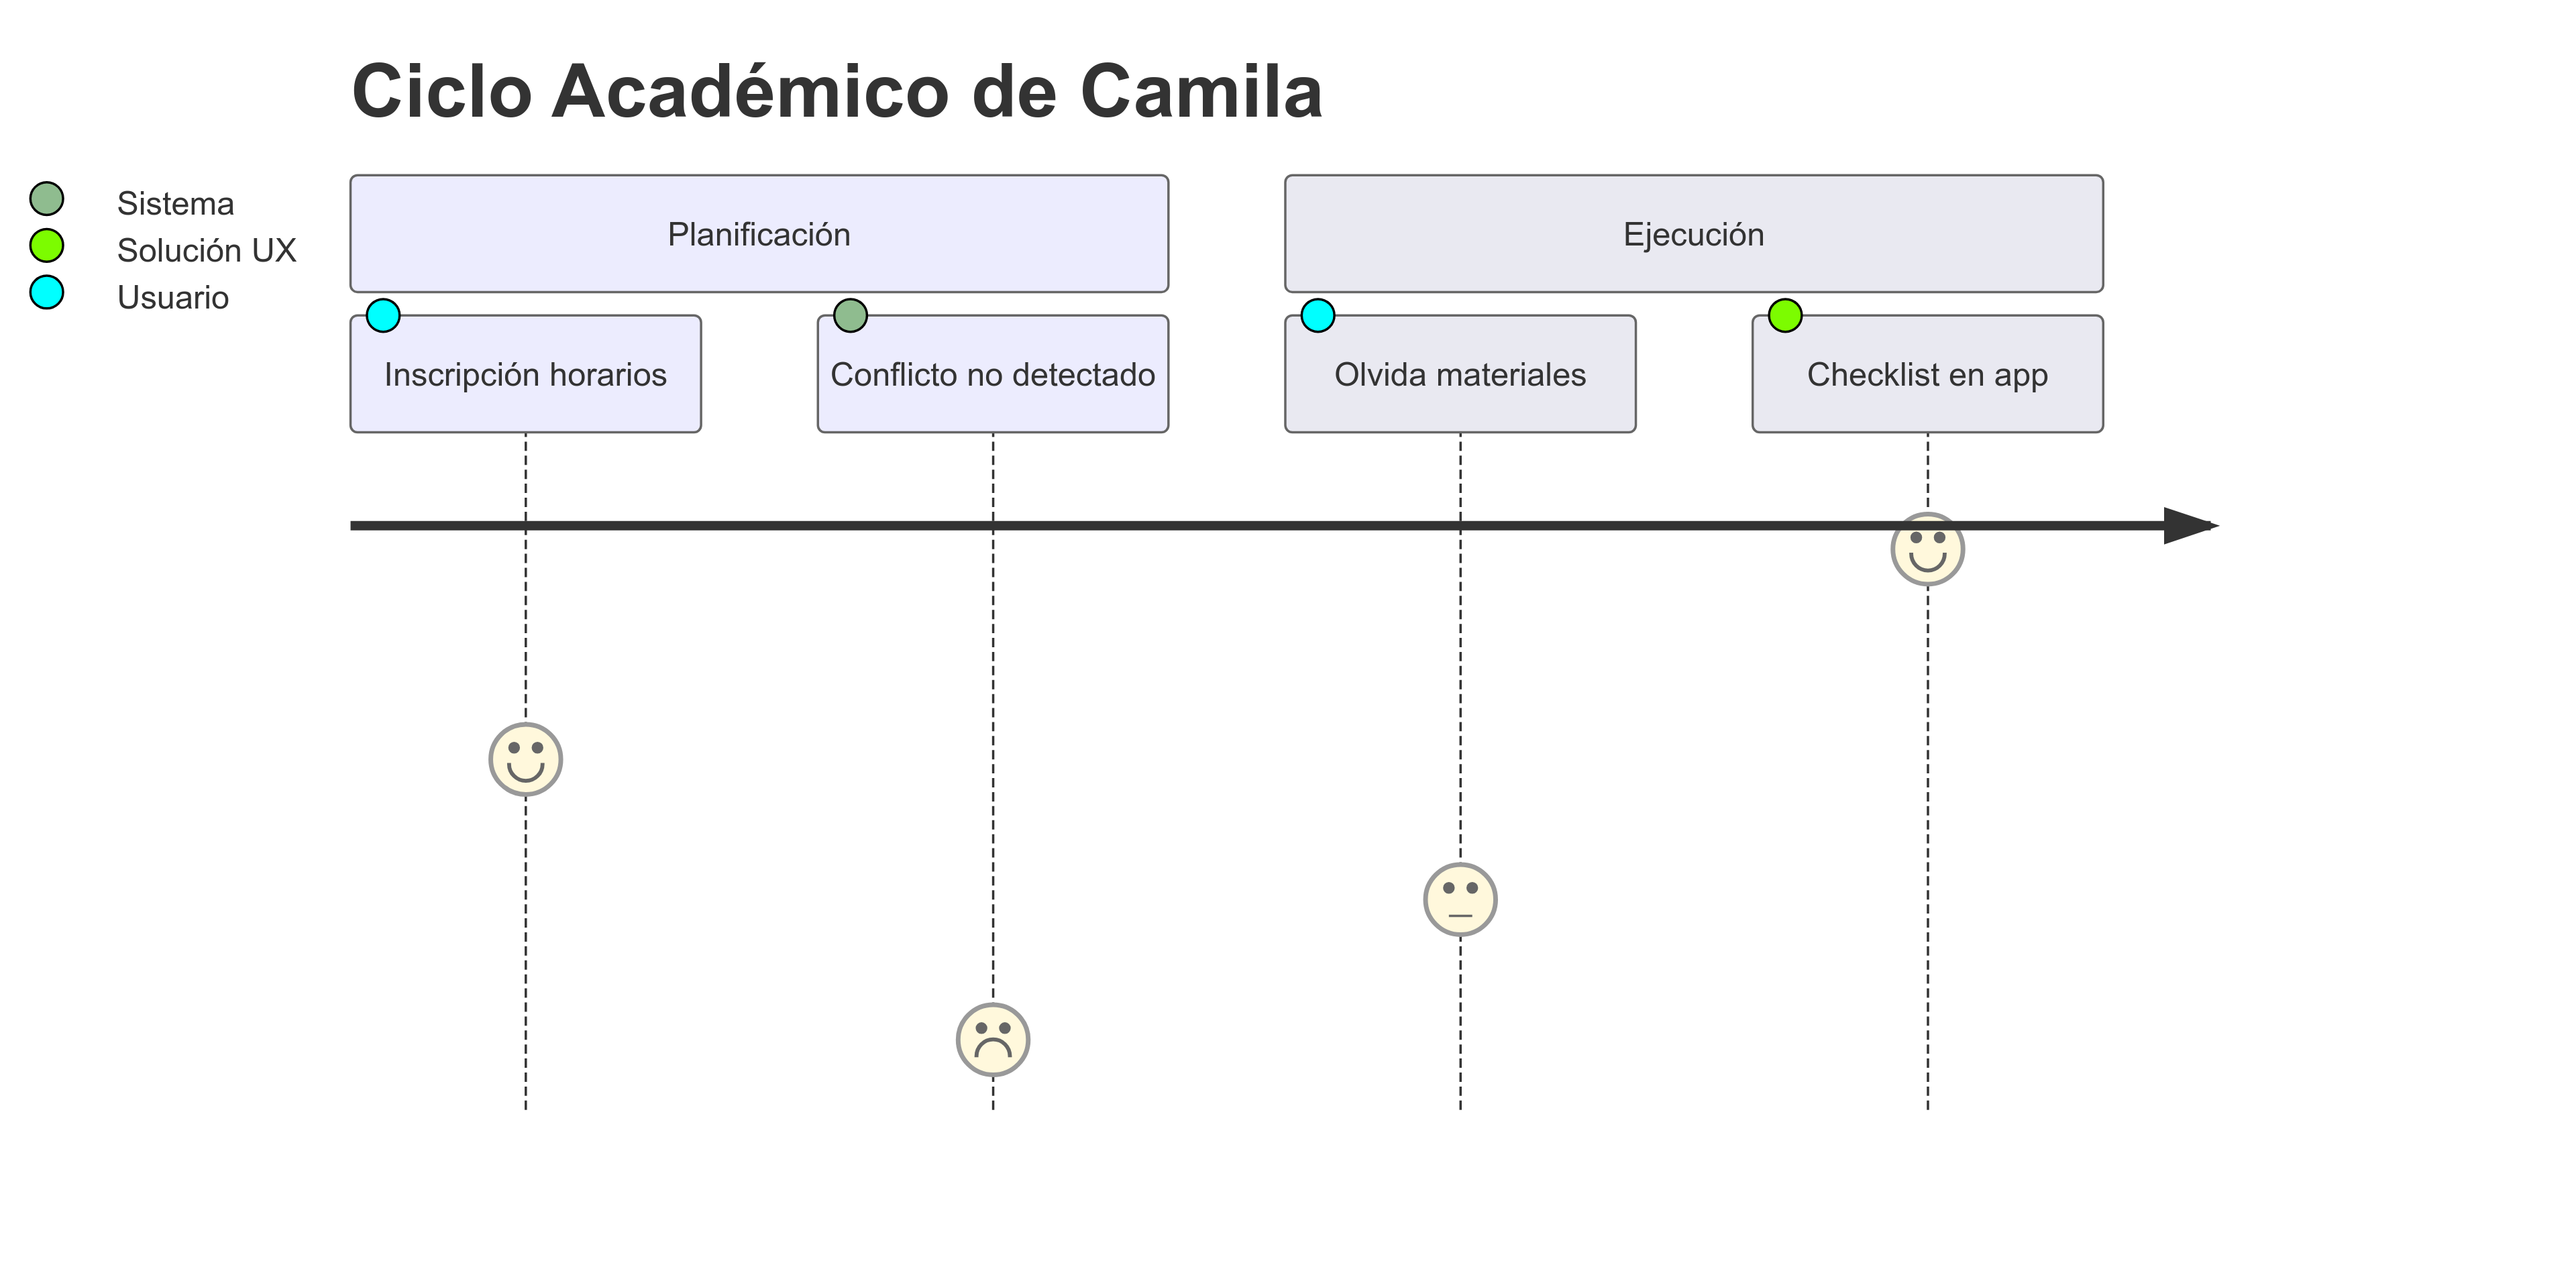 Ciclo Académico de Camila
Sistema
Solución UX
Usuario
Planificación
Ejecución
Inscripción horarios
Conflicto no detectado
Olvida materiales
Checklist en app